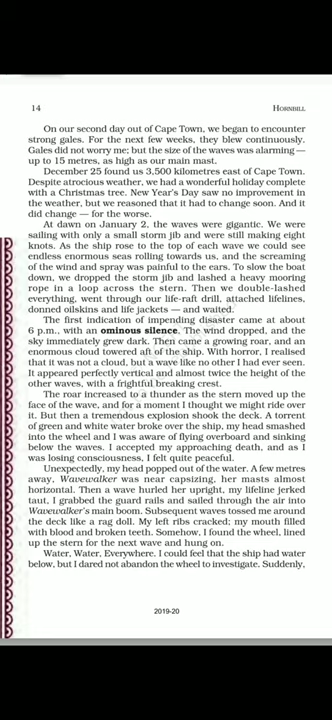 14
HORNBILL
On our second day out of Cape Town, we began to encounter
strong gales. For the next few weeks, they blew continuously.
Gales did not worry me; but the size of the waves was alarming —
up to 15 metres, as high as our main mast.
December 25 found us 3,500 kilometres east of Cape Town.
Despite atrocious weather, we had a wonderful holiday complete
with a Christmas tree. New Year's Day saw no improvement in
the weather, but we reasoned that it had to change soon. And it
did change — for the worse.
At dawn on January 2, the waves were gigantic. We were
sailing with only a small storm jib and were still making eight
knots. As the ship rose to the top of each wave we could see
endless enormous seas rolling towards us, and the screaming
of the wind and spray was painful to the ears. To slow the boat
down, we dropped the storm jib and lashed a heavy mooring
rope in a loop across the stern. Then we double-lashed
everything, went through our life-raft drill, attached lifelines,
donned oilskins and life jackets — and waited.
The first indication of impending disaster came at about
6 p.m., with an ominous silence. The wind dropped, and the
sky immediately grew dark. Then came a growing roar, and an
enormous cloud towered aft of the ship. With horror, I realised
that it was not a cloud, but a wave like no other I had ever seen.
It appeared perfectly vertical and almost twice the height of the
other waves, with a frightful breaking crest.
The roar increased to a thunder as the stern moved up the
face of the wave, and for a moment I thought we might ride over
it. But then a tremendous explosion shook the deck. A torrent
of green and white water broke over the ship, my head smashed
into the wheel and I was aware of flying overboard and sinking
below the waves. I accepted my approaching death, and as I
was losing consciousness, I felt quite peaceful.
Unexpectedly, my head popped out of the water. A few metres
away, Wavewalker was near capsizing, her masts almost
horizontal. Then a wave hurled her upright, my lifeline jerked
taut, I grabbed the guard rails and sailed through the air into
Wavewalker's main boom. Subsequent waves tossed me around
the deck like a rag doll. My left ribs cracked; my mouth filled
with blood and broken teeth. Somehow, I found the wheel, lined
up the stern for the next wave and hung on.
Water, Water, Everywhere. I could feel that the ship had water
below, but I dared not abandon the wheel to investigate. Suddenly,
2019-20